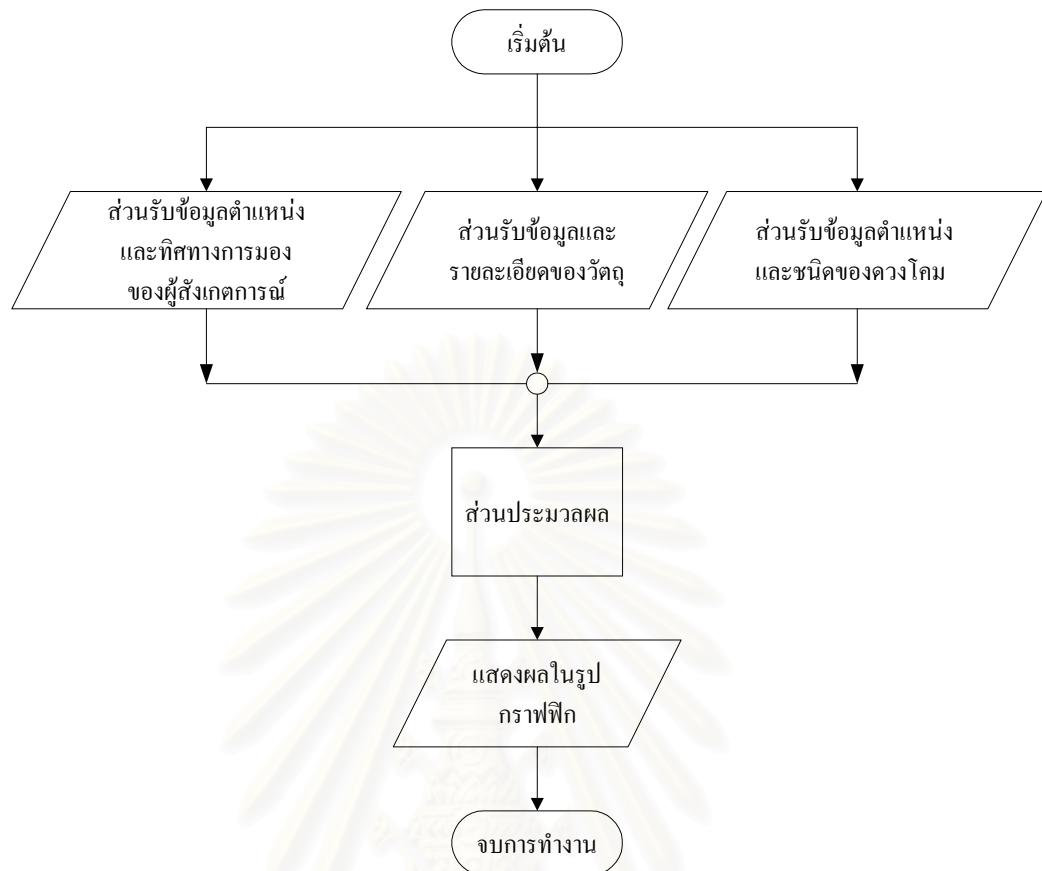 เริ่มต้น
ส่วนรับข้อมูลตำแหน่ง
และทิศทางการมอง
ของผู้สังเกตการณ์
ส่วนรับข้อมูลและ
รายละเอียดของวัตถุ
ส่วนรับข้อมูลตำแหน่ง
และชนิดของดวงโคม
ส่วนประมวลผล
แสดงผลในรูป
กราฟฟิก
จบการทำงาน